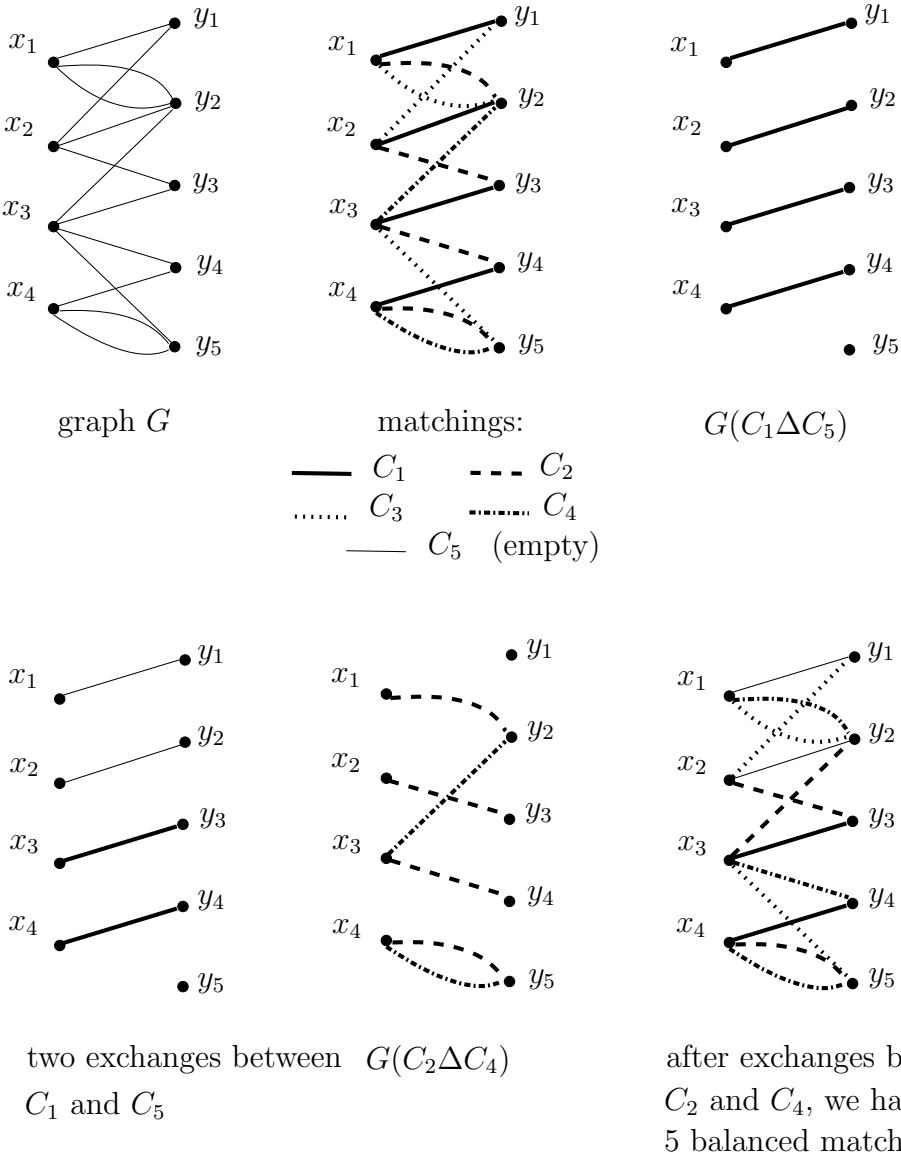 x₁ y₁
y₂
x₂
y₃
x₃
y₄
x₄
y₅
graph G
x₁ y₁
y₂
x₂
y₃
x₃
y₄
x₄
y₅
matchings:
C₁ C₂
C₃ C₄
C₅ (empty)
x₁ y₁
x₂ y₂
x₃ y₃
x₄ y₄
y₅
G(C₁ΔC₅)
x₁ y₁
x₂ y₂
x₃ y₃
x₄ y₄
y₅
two exchanges between
C₁ and C₅
y₁
x₁
y₂
x₂
y₃
x₃
y₄
x₄
y₅
G(C₂ΔC₄)
x₁ y₁
y₂
x₂
y₃
x₃
y₄
x₄
y₅
after exchanges b
C₂ and C₄, we ha
5 balanced match